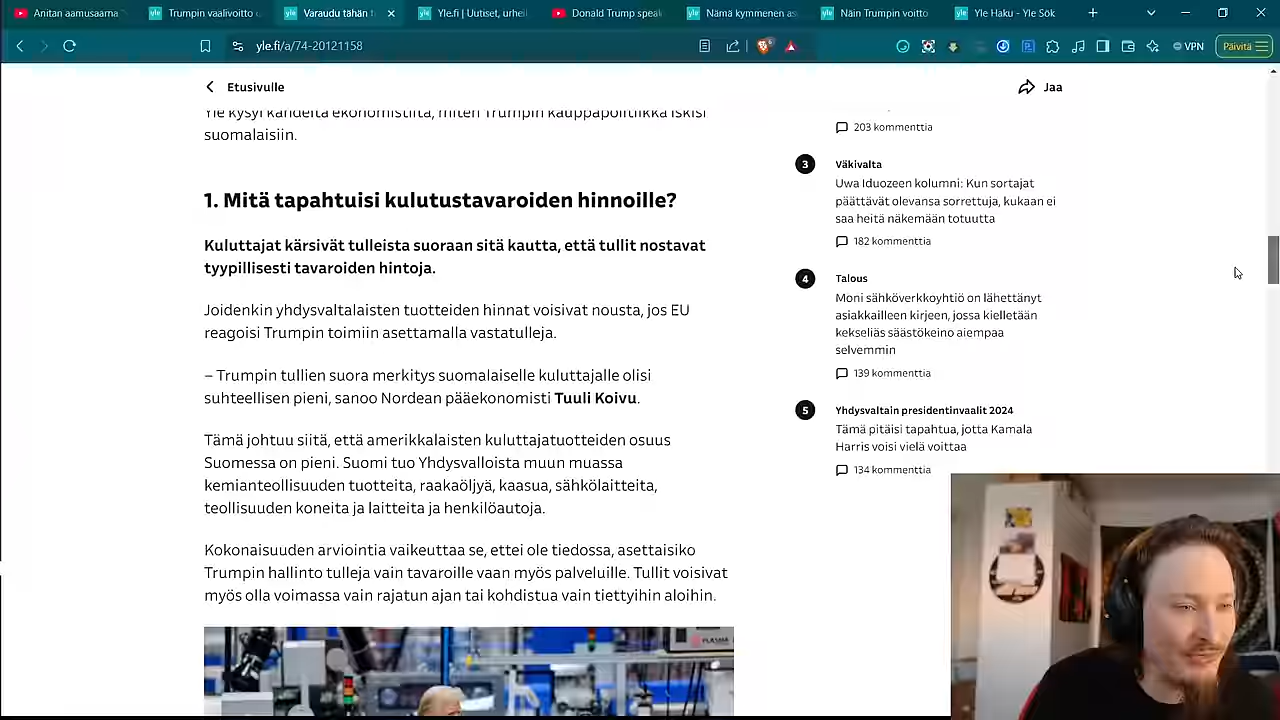 Anitan aamusaarna
Trumpin vaalivoitto
Varaudu tähän
Yle.fi | Uutiset, urhei
Donald Trump speak
Nämä kymmenen as
Näin Trumpin voitto
Yle Haku - Yle Sök
yle.fi/a/74-20121158
VPN
Päivitä
Etusivulle
Jaa
Yle kysyi kahdelta ekonomistilta, miten Trumpin kauppapolitiikka iskisi
suomalaisiin.
1. Mitä tapahtuisi kulutustavaroiden hinnoille?
Kuluttajat kärsivät tulleista suoraan sitä kautta, että tullit nostavat
tyypillisesti tavaroiden hintoja.
Joidenkin yhdysvaltalaisten tuotteiden hinnat voisivat nousta, jos EU
reagoisi Trumpin toimiin asettamalla vastatulleja.
– Trumpin tullien suora merkitys suomalaiselle kuluttajalle olisi
suhteellisen pieni, sanoo Nordean pääekonomisti Tuuli Koivu.
Tämä johtuu siitä, että amerikkalaisten kuluttajatuotteiden osuus
Suomessa on pieni. Suomi tuo Yhdysvalloista muun muassa
kemianteollisuuden tuotteita, raakaöljyä, kaasua, sähkölaitteita,
teollisuuden koneita ja laitteita ja henkilöautoja.
Kokonaisuuden arviointia vaikeuttaa se, ettei ole tiedossa, asettaisiko
Trumpin hallinto tulleja vain tavaroille vaan myös palveluille. Tullit voisivat
myös olla voimassa vain rajatun ajan tai kohdistua vain tiettyihin aloihin.
203 kommenttia
3
Väkivalta
Uwa Iduozeen kolumni: Kun sortajat
päättävät olevansa sorrettuja, kukaan ei
saa heitä näkemään totuutta
182 kommenttia
4
Talous
Moni sähköverkkoyhtiö on lähettänyt
asiakkailleen kirjeen, jossa kielletään
kekseliäs säästökeino aiempaa
selvemmin
139 kommenttia
5
Yhdysvaltain presidentinvaalit 2024
Tämä pitäisi tapahtua, jotta Kamala
Harris voisi vielä voittaa
134 kommenttia